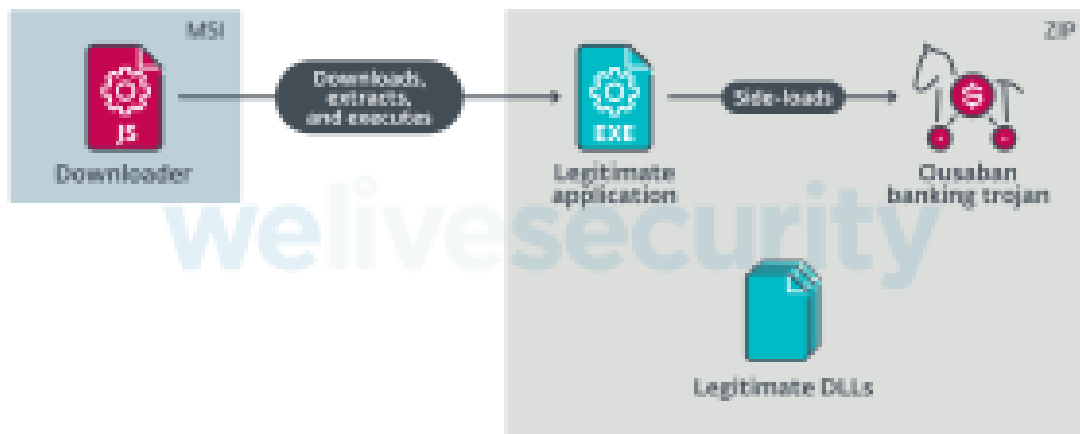 MSI
ZIP
Downloads,
extracts,
and executes
Side-loads
JS
EXE
Downloader
Legitimate
application
Ousaban
banking trojan
welivesecurity
Legitimate DLLs